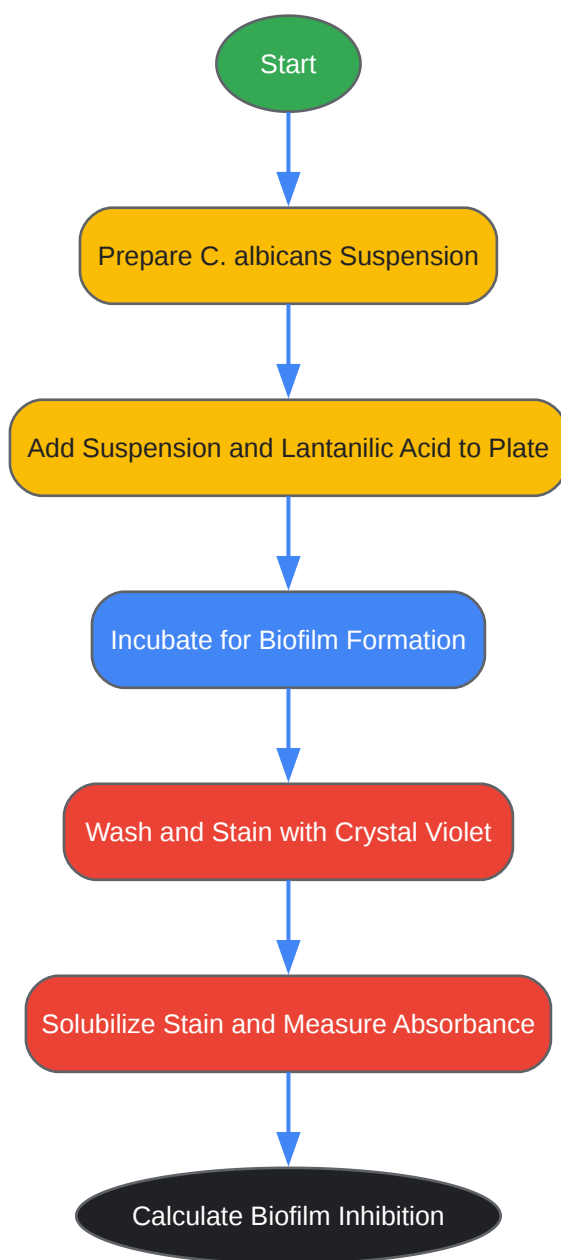 Start
Prepare C. albicans Suspension
Add Suspension and Lantanilic Acid to Plate
Incubate for Biofilm Formation
Wash and Stain with Crystal Violet
Solubilize Stain and Measure Absorbance
Calculate Biofilm Inhibition